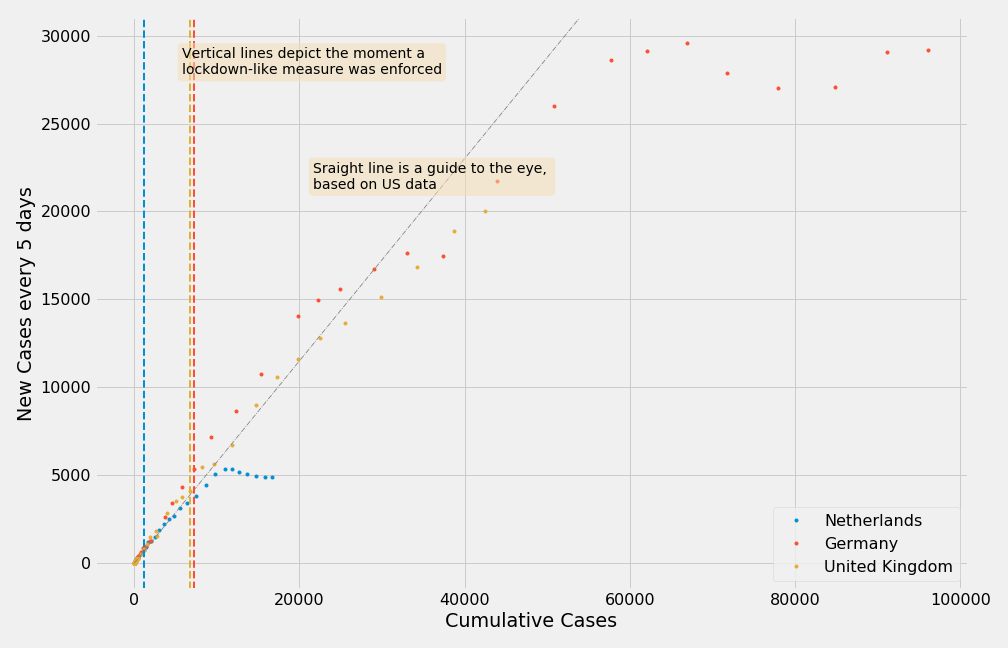 Vertical lines depict the moment a
lockdown-like measure was enforced
Sraight line is a guide to the eye,
based on US data
New Cases every 5 days
30000
25000
20000
15000
10000
5000
0
Netherlands
Germany
United Kingdom
0 20000 40000 60000 80000 100000
Cumulative Cases